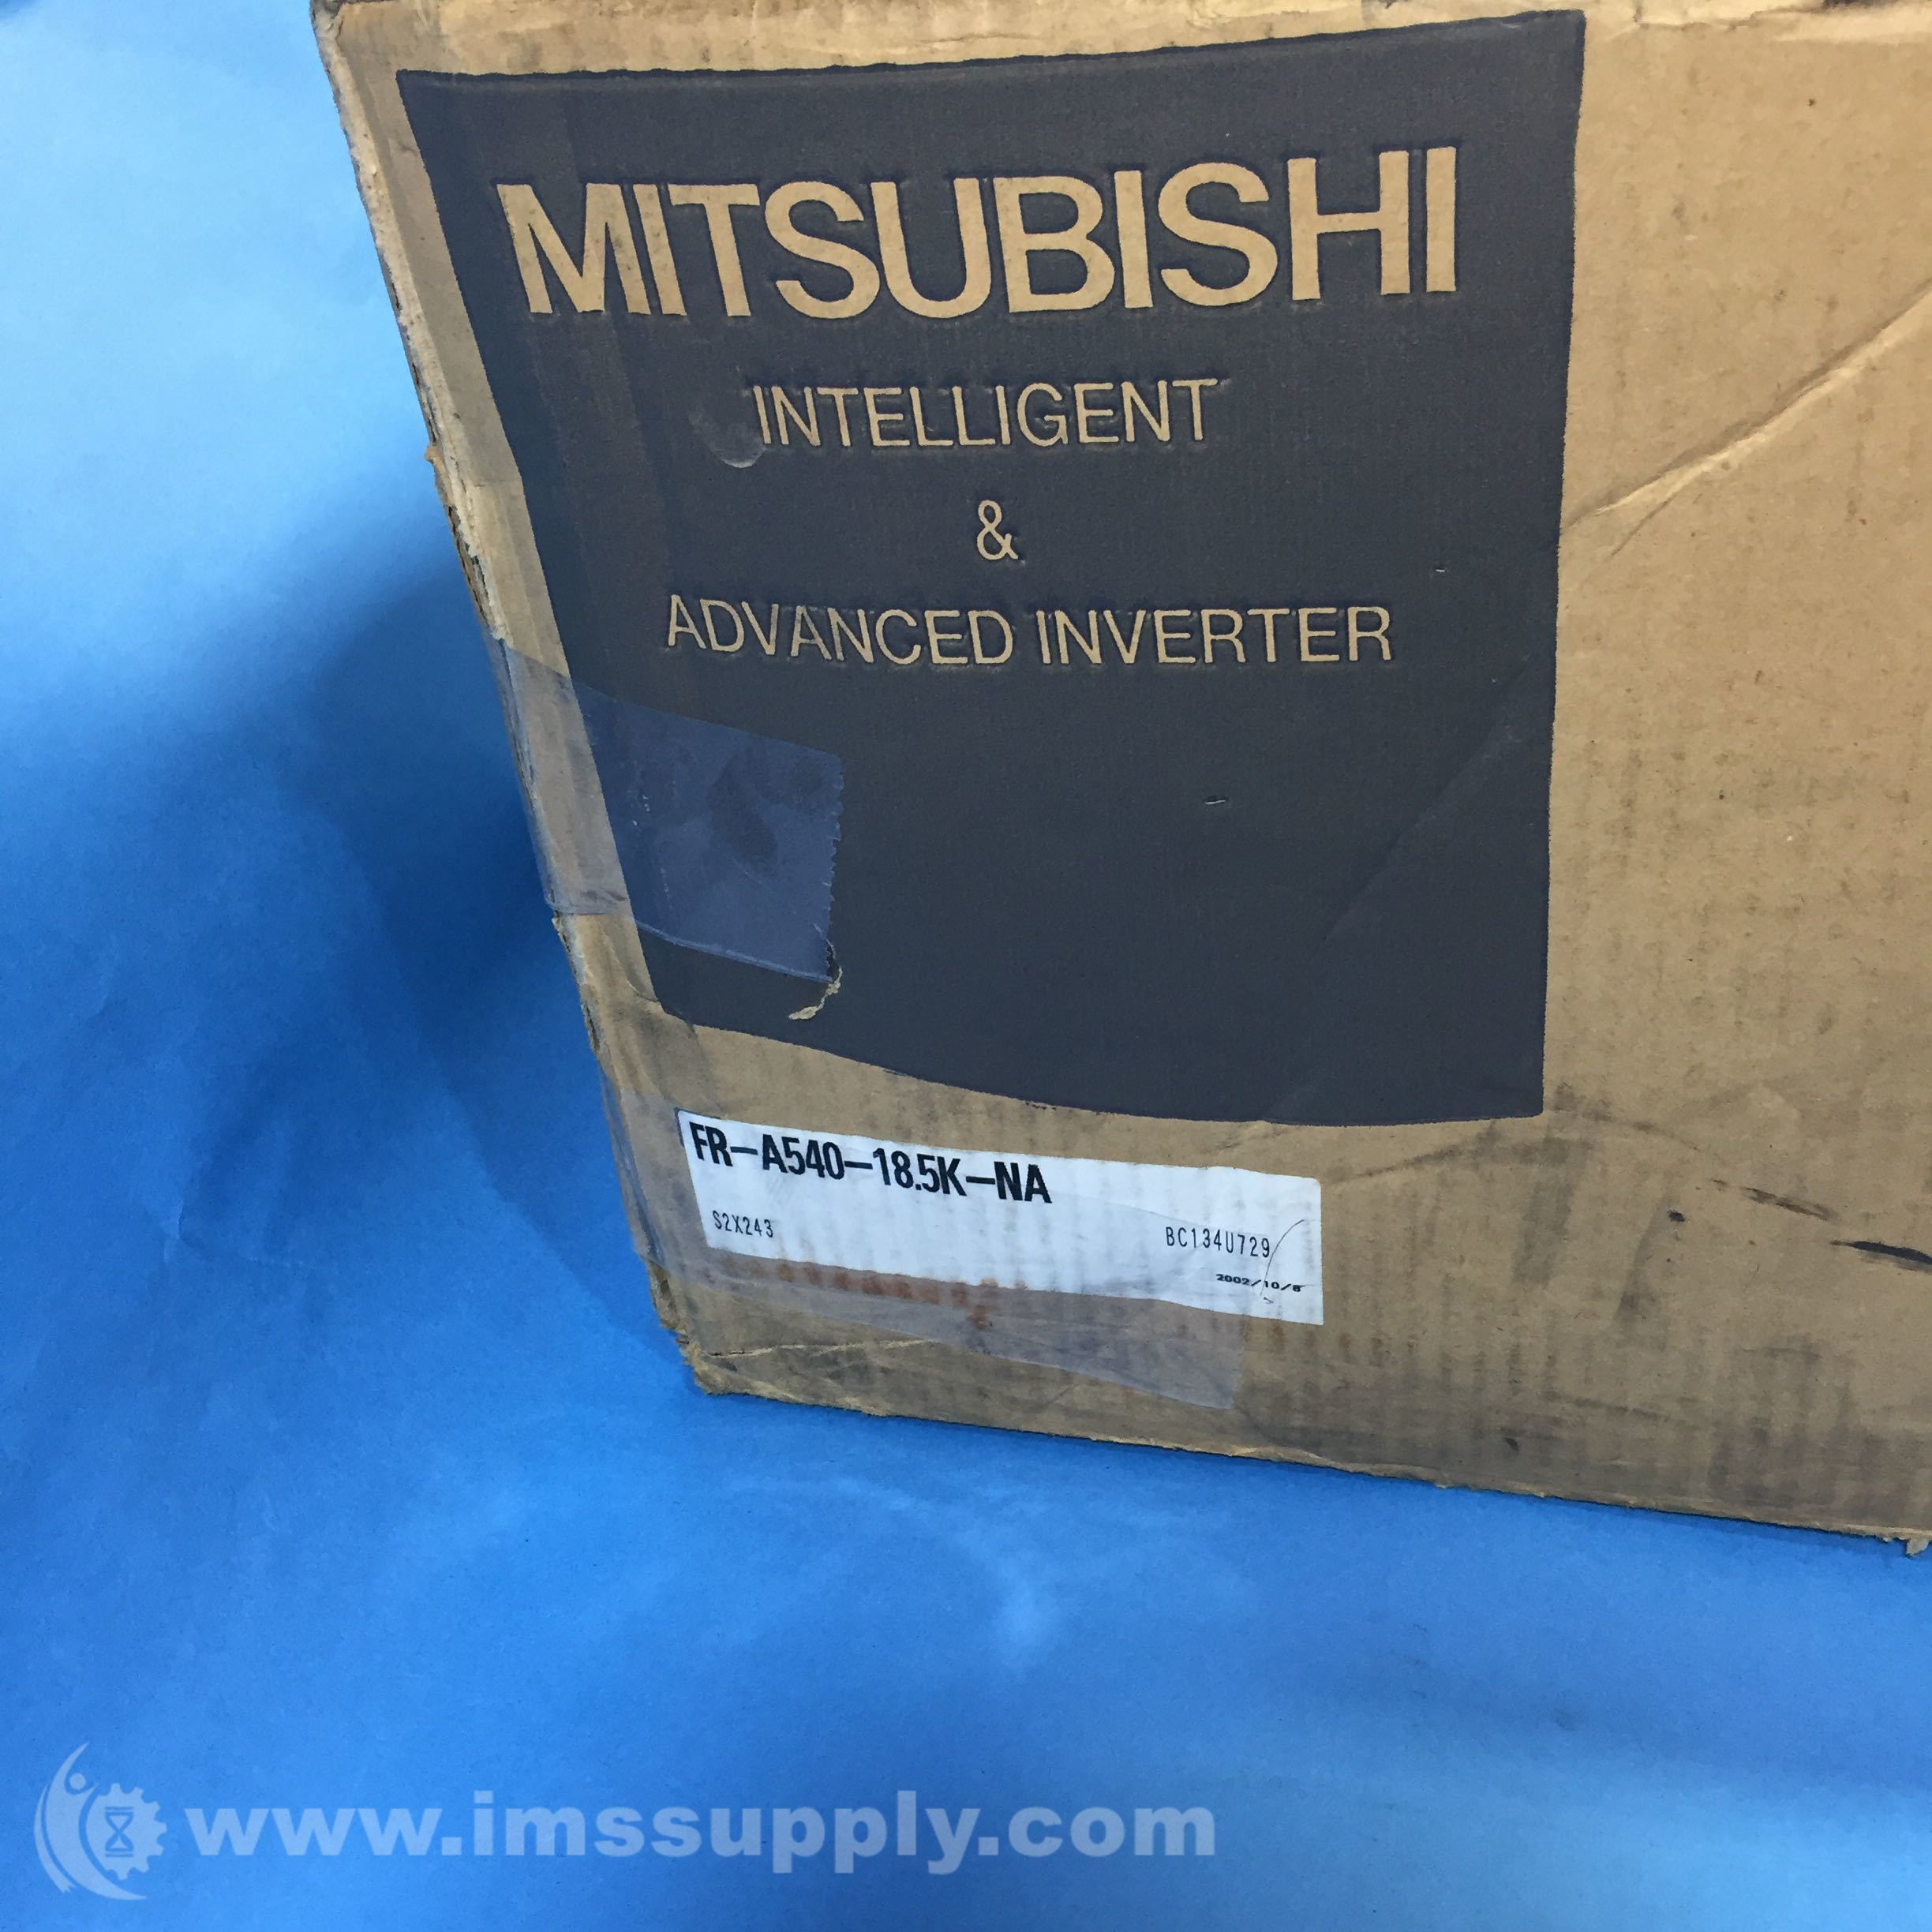 MITSUBISHI
INTELLIGENT
&
ADVANCED INVERTER
FR-A540-18.5K-NA
S2X243 BC134U729
2002/10/8
www.imssupply.com